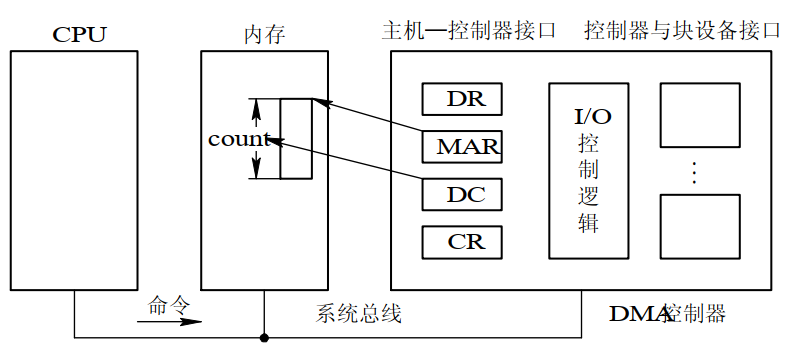 CPU
内存
主机—控制器接口
控制器与块设备接口
count
DR
MAR
DC
CR
I/O
控
制
逻
辑
⋮
命令
系统总线
DMA控制器